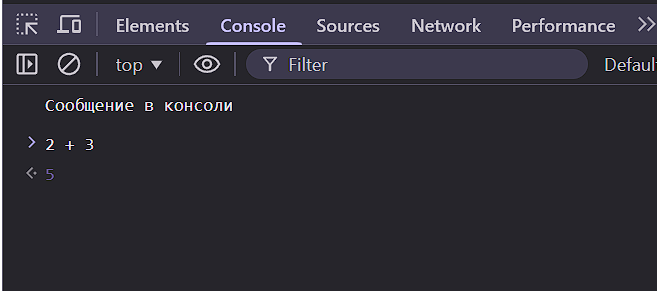 Elements Console Sources Network Performance
top Filter Defaul
Сообщение в консоли
2 + 3
5